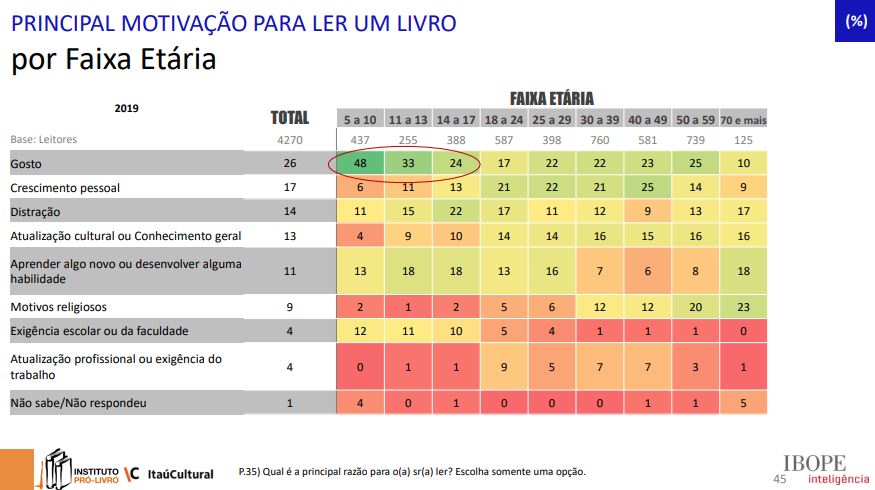 PRINCIPAL MOTIVAÇÃO PARA LER UM LIVRO
(%)
por Faixa Etária
2019
TOTAL
FAIXA ETÁRIA
5 a 10 11 a 13 14 a 17 18 a 24 25 a 29 30 a 39 40 a 49 50 a 59 70 e mais
Base: Leitores 4270 437 255 388 587 398 760 581 739 125
Gosto 26 48 33 24 17 22 22 23 25 10
Crescimento pessoal 17 6 11 13 21 22 21 25 14 9
Distração 14 11 15 22 17 11 12 9 13 17
Atualização cultural ou Conhecimento geral 13 4 9 10 14 14 16 15 16 16
Aprender algo novo ou desenvolver alguma
habilidade 11 13 18 18 13 16 7 6 8 18
Motivos religiosos 9 2 1 2 5 6 12 12 20 23
Exigência escolar ou da faculdade 4 12 11 10 5 4 1 1 1 0
Atualização profissional ou exigência do
trabalho 4 0 1 1 9 5 7 7 3 1
Não sabe/Não respondeu 1 4 0 1 0 0 0 1 1 5
INSTITUTO
PRÓ-LIVRO
\C ItaúCultural
P.35) Qual é a principal razão para o(a) sr(a) ler? Escolha somente uma opção.
45
IBOPE
inteligência